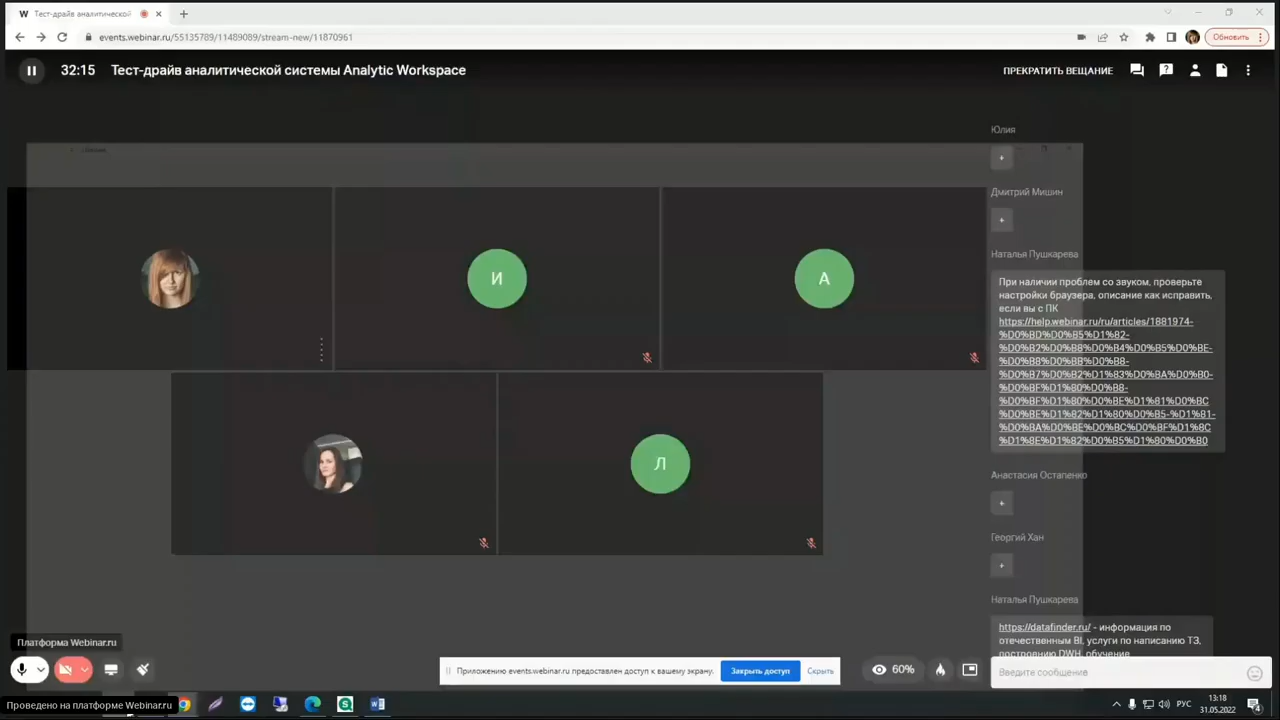 Тест-драйв аналитической
Обновить
events.webinar.ru/55135789/11489089/stream-new/11870961
32:15
Тест-драйв аналитической системы Analytic Workspace
ПРЕКРАТИТЬ ВЕЩАНИЕ
Юлия
+
Дмитрий Мишин
+
Наталья Пушкарева
При наличии проблем со звуком, проверьте
настройки браузера, описание как исправить,
если вы с ПК
https://help.webinar.ru/ru/articles/1881974-
%D0%BD%D0%B5%D1%82-
%D0%B2%D0%B8%D0%B4%D0%B5%D0%BE-
%D0%B8%D0%BB%D0%B8-
%D0%B7%D0%B2%D1%83%D0%BA%D0%B0-
%D0%BF%D1%80%D0%B8-
%D0%BF%D1%80%D0%BE%D1%81%D0%BC
%D0%BE%D1%82%D1%80%D0%B5-%D1%81-
%D0%BA%D0%BE%D0%BC%D0%BF%D1%8C
%D1%8E%D1%82%D0%B5%D1%80%D0%B0
Анастасия Остапенко
+
Георгий Хан
+
Наталья Пушкарева
https://datafinder.ru/ - информация по
отечественным BI, услуги по написанию ТЗ,
построению DWH, обучение
И
А
Л
Платформа Webinar.ru
Приложению events.webinar.ru предоставлен доступ к вашему экрану.
Закрыть доступ
Скрыть
60%
Введите сообщение
Проведено на платформе Webinar.ru
РУС
13:18
31.05.2022
4